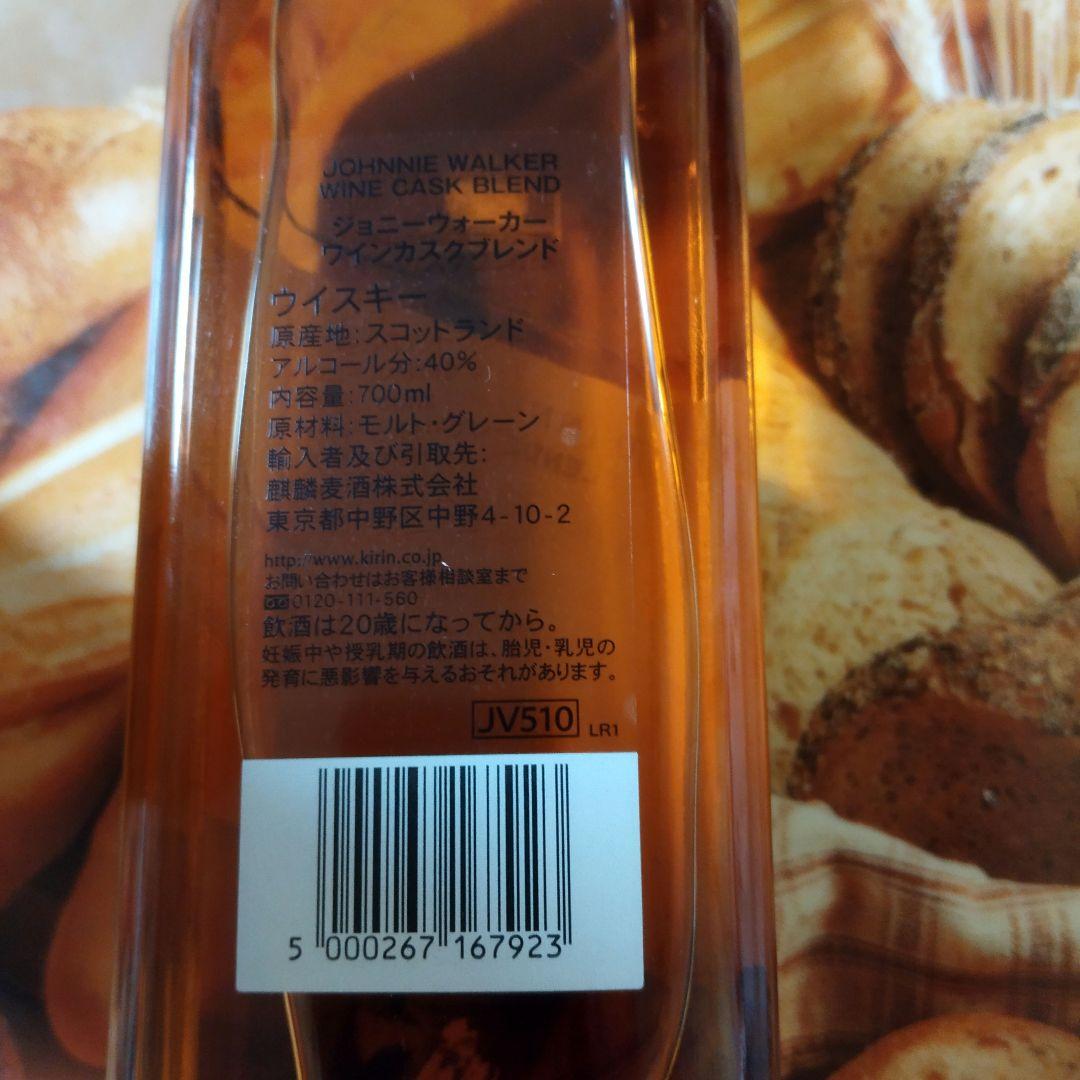 JOHNNIE WALKER
WINE CASK BLEND
ジョニーウォーカー
ワインカスクブレンド
ウイスキー
原産地:スコットランド
アルコール分:40%
内容量:700ml
原材料:モルト・グレーン
輸入者及び引取先:
麒麟麦酒株式会社
東京都中野区中野4-10-2
http://www.kirin.co.jp
お問い合わせはお客様相談室まで
0120-111-560
飲酒は20歳になってから。
妊娠中や授乳期の飲酒は、胎児・乳児の
発育に悪影響を与えるおそれがあります。
JV510 LR1
5 000267 167923